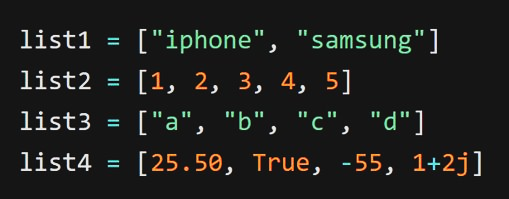 list1 = ["iphone", "samsung"]
list2 = [1, 2, 3, 4, 5]
list3 = ["a", "b", "c", "d"]
list4 = [25.50, True, -55, 1+2j]